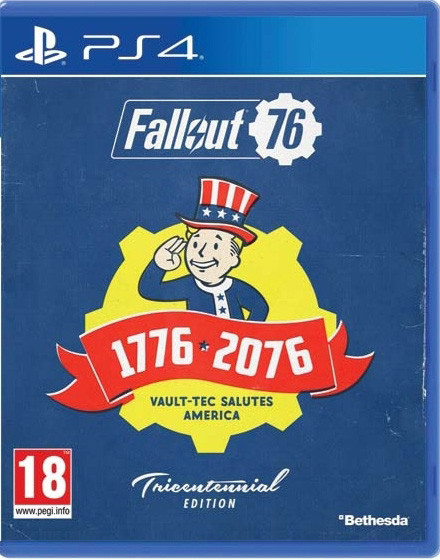 PS4
Fallout 76
1776 ★ 2076
VAULT-TEC SALUTES
AMERICA
18
www.pegi.info
Tricentennial
EDITION
Bethesda